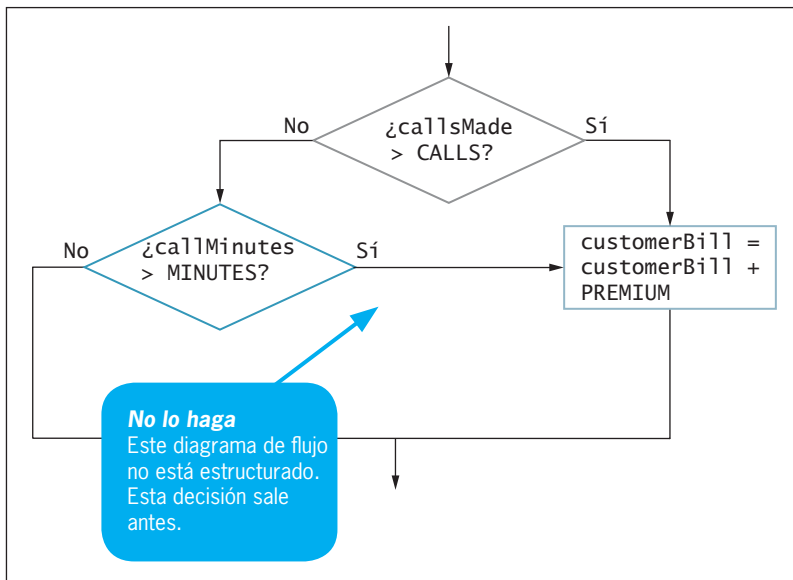 ¿callsMade
> CALLS?
No
Sí
¿callMinutes
> MINUTES?
No
Sí
customerBill =
customerBill +
PREMIUM
No lo haga
Este diagrama de flujo
no está estructurado.
Esta decisión sale
antes.